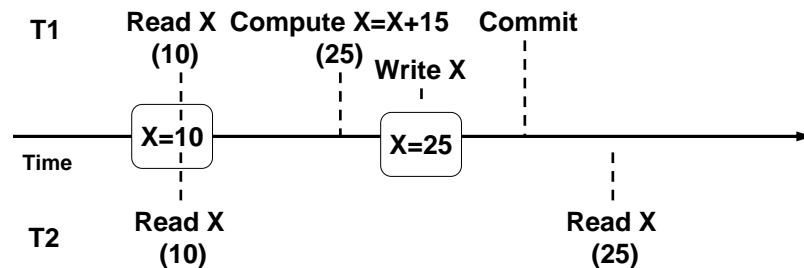 T1
Read X
(10)
Compute X=X+15
(25)
Write X
Commit
X=10
X=25
Time
T2
Read X
(10)
Read X
(25)